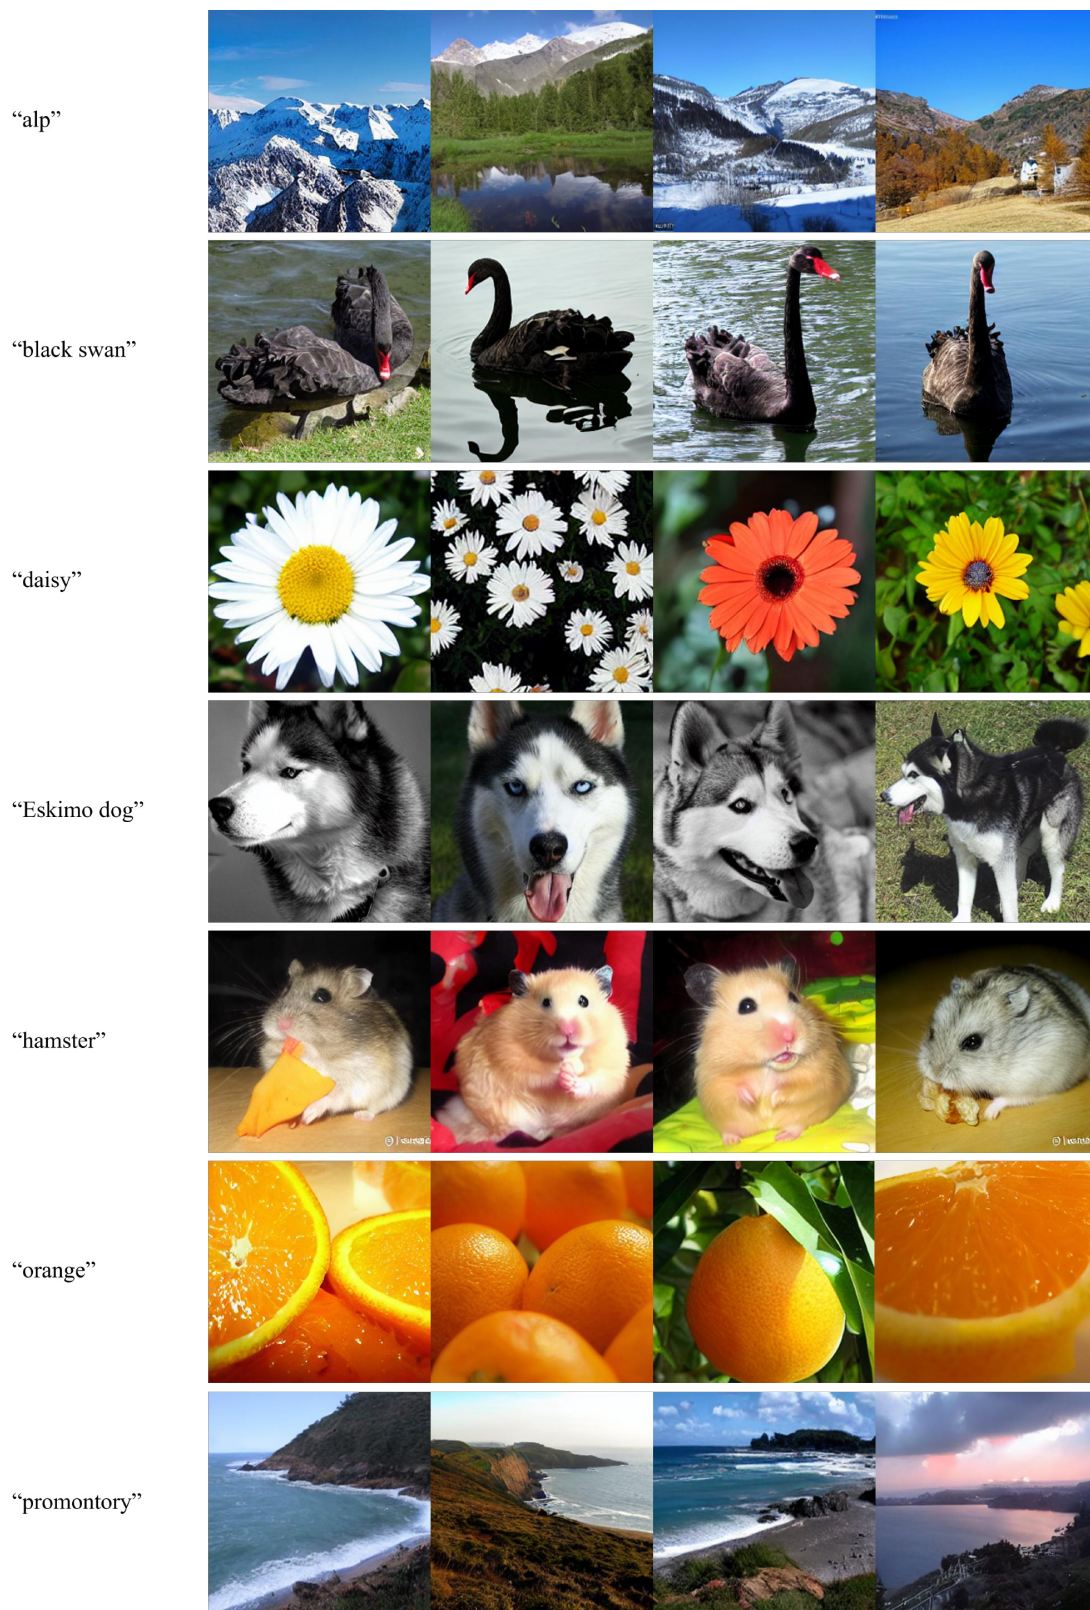 “alp”
“black swan”
“daisy”
“Eskimo dog”
“hamster”
“orange”
“promontory”